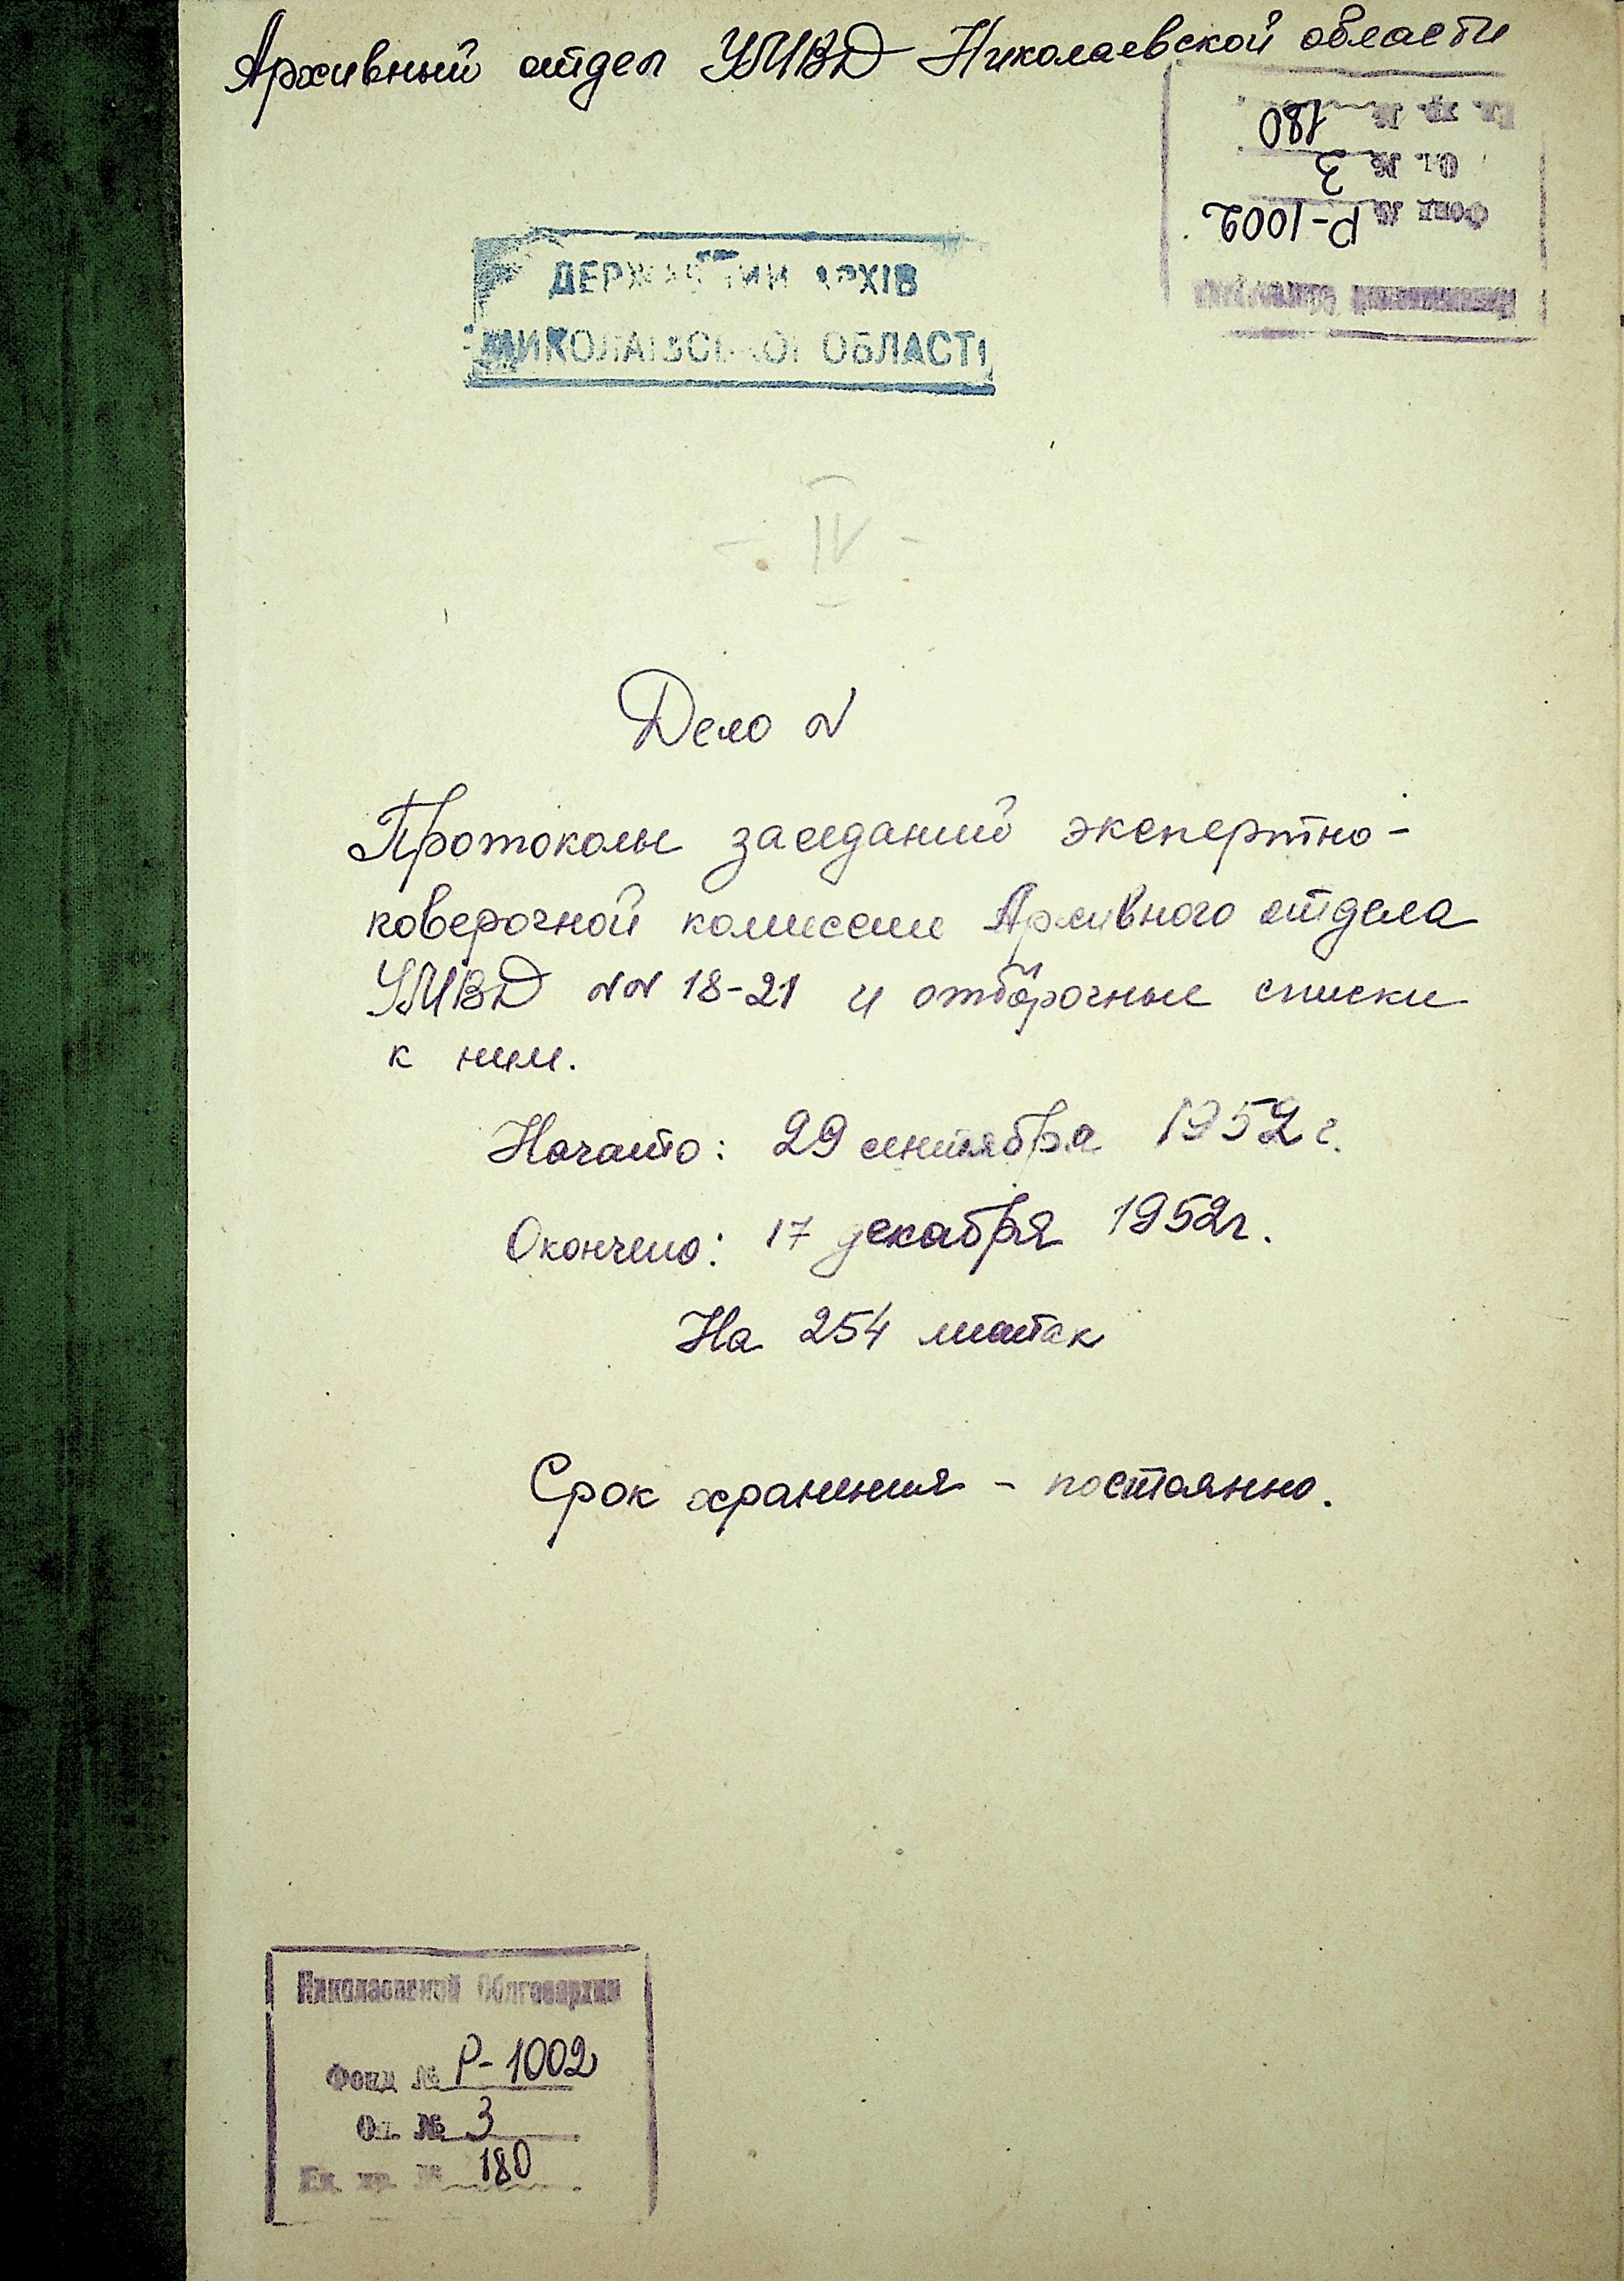 Архивный отдел УМВД Николаевской области
Ед. хр. № 180
Оп. № 3
Фонд № Р-1002
ДЕРЖАВНИЙ АРХІВ
МИКОЛАЇВСЬКОЇ ОБЛАСТІ
- IV -
Дело №
Протоколы заседаний экспертно-
поверочной комиссии Архивного отдела
УМВД №№ 18-21 и отборочные списки
к ним.
Начато: 29 сентября 1952 г.
Окончено: 17 декабря 1952г.
На 254 листах
Срок хранения - постоянно.
Николаевский Облгосархив
Фонд № Р-1002
Оп. № 3
Ед. хр. № 180